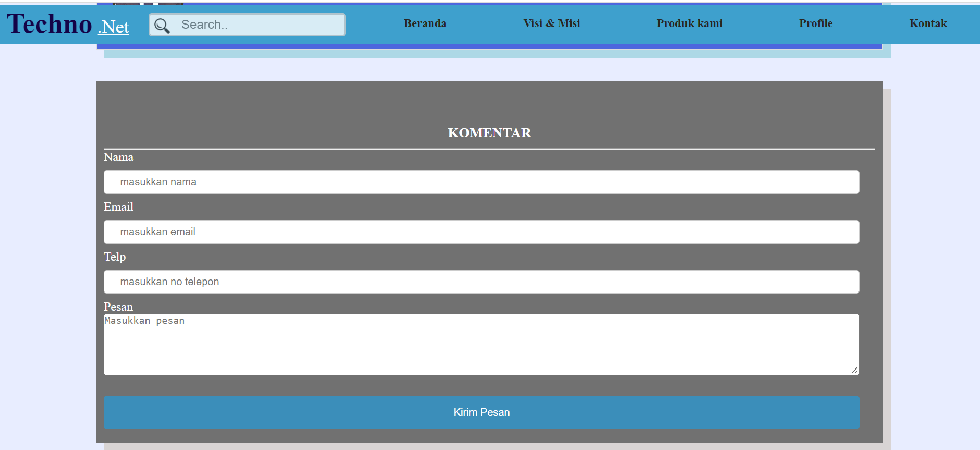 Techno .Net Search.. Beranda Visi & Misi Produk kami Profile Kontak
KOMENTAR
Nama
masukkan nama
Email
masukkan email
Telp
masukkan no telepon
Pesan
Masukkan pesan
Kirim Pesan